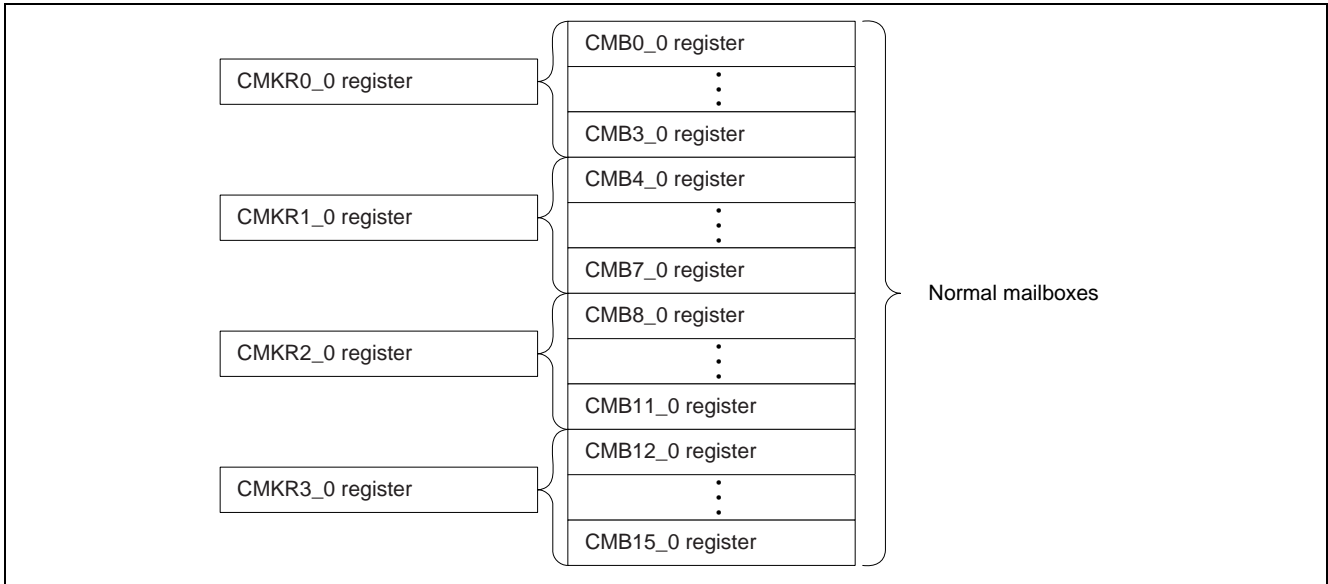 CMKR0_0 register
CMB0_0 register
CMB3_0 register
CMKR1_0 register
CMB4_0 register
CMB7_0 register
CMKR2_0 register
CMB8_0 register
CMB11_0 register
CMKR3_0 register
CMB12_0 register
CMB15_0 register
Normal mailboxes